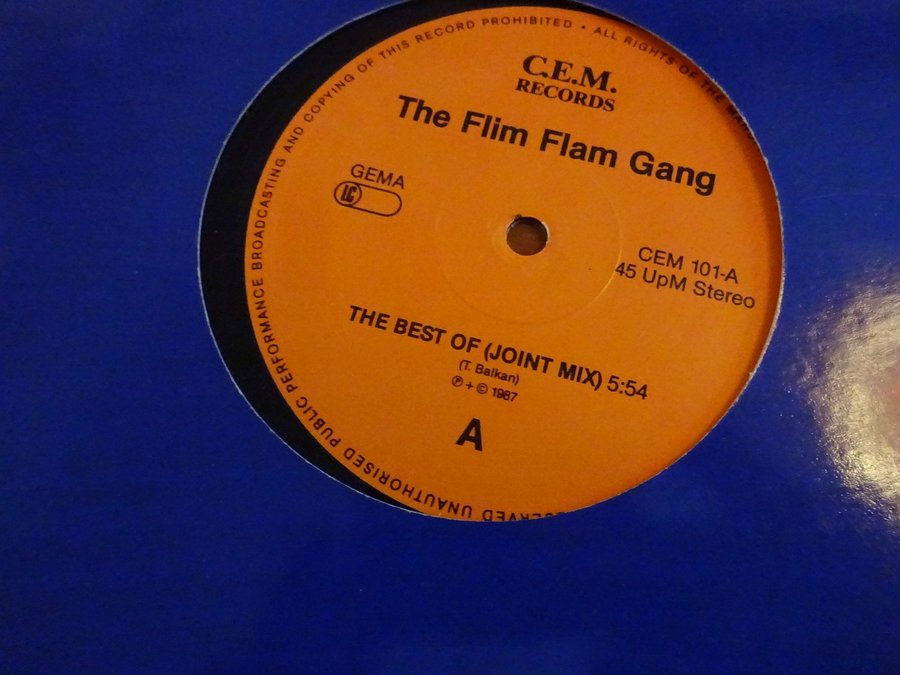 C.E.M.
RECORDS
The Flim Flam Gang
GEMA
LC
CEM 101-A
45 UpM Stereo
THE BEST OF (JOINT MIX) 5:54
(T. Balkan)
℗ + © 1987
A
UNAUTHORISED PUBLIC PERFORMANCE BROADCASTING AND COPYING OF THIS RECORD PROHIBITED • ALL RIGHTS OF THE